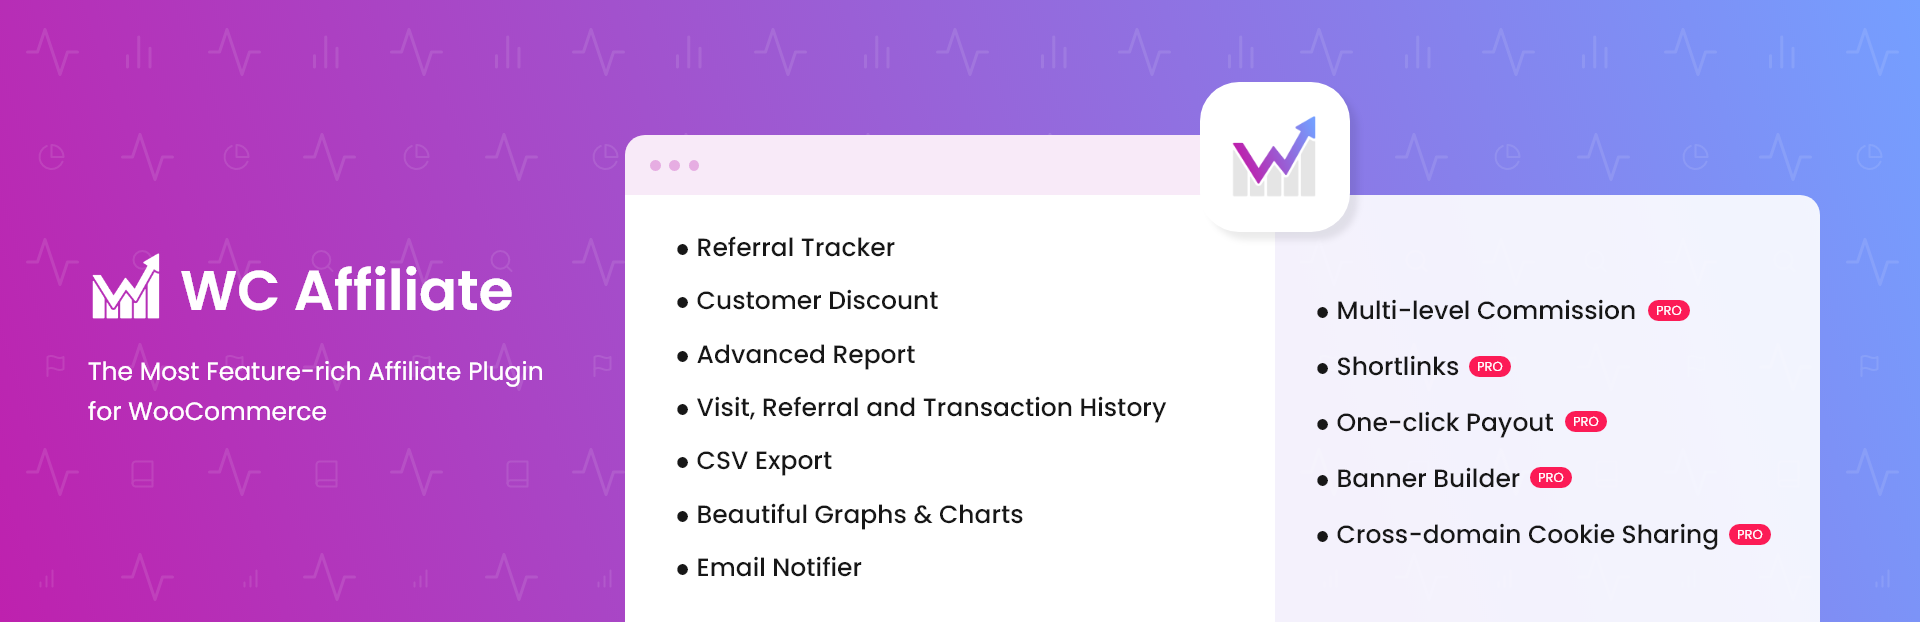 WC Affiliate
The Most Feature-rich Affiliate Plugin
for WooCommerce
● Referral Tracker
● Customer Discount
● Advanced Report
● Visit, Referral and Transaction History
● CSV Export
● Beautiful Graphs & Charts
● Email Notifier
● Multi-level Commission PRO
● Shortlinks PRO
● One-click Payout PRO
● Banner Builder PRO
● Cross-domain Cookie Sharing PRO